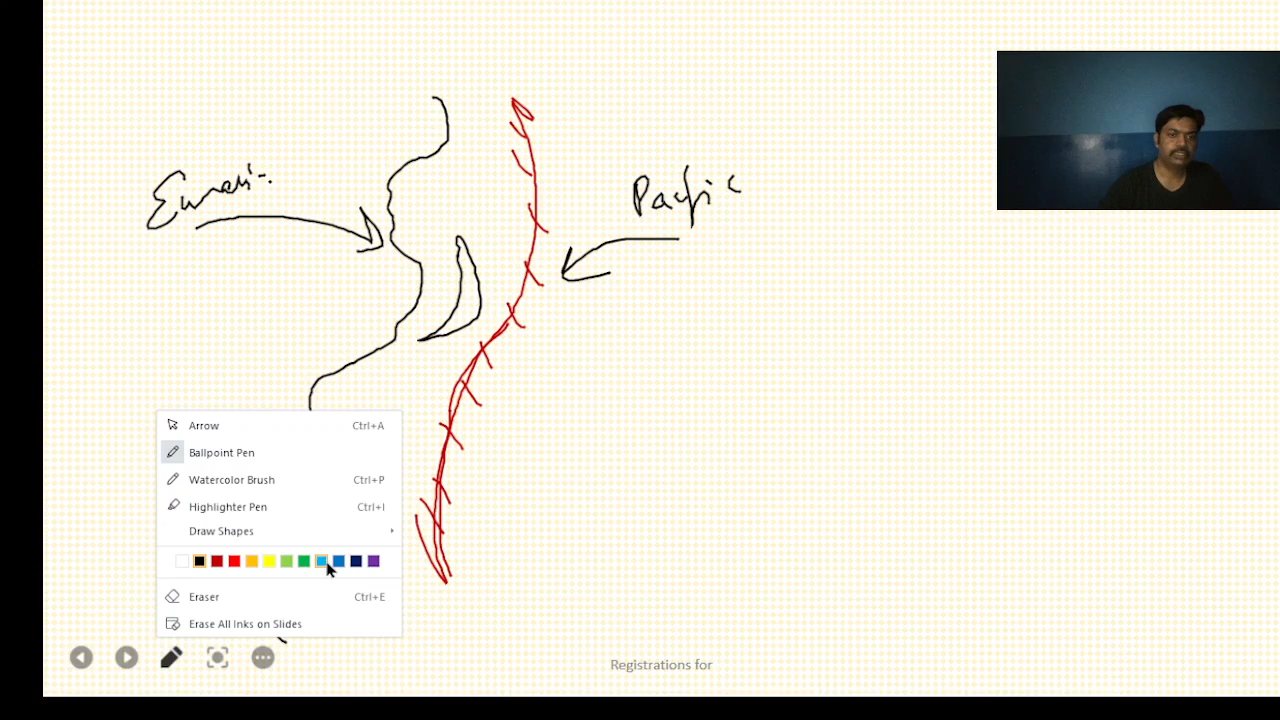 Eurasi-
Pacific
Arrow Ctrl+A
Ballpoint Pen
Watercolor Brush Ctrl+P
Highlighter Pen Ctrl+I
Draw Shapes
Eraser Ctrl+E
Erase All Inks on Slides
Registrations for